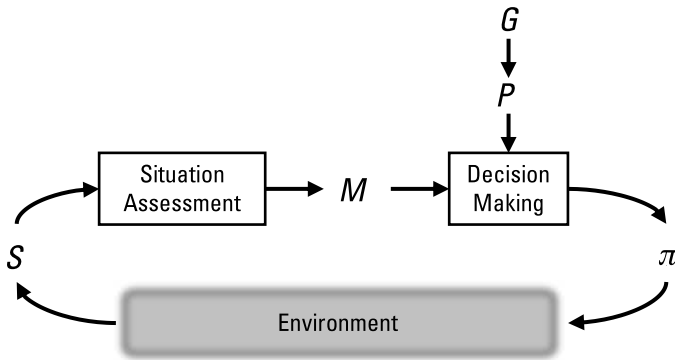 G
P
Situation
Assessment
M
Decision
Making
S
π
Environment